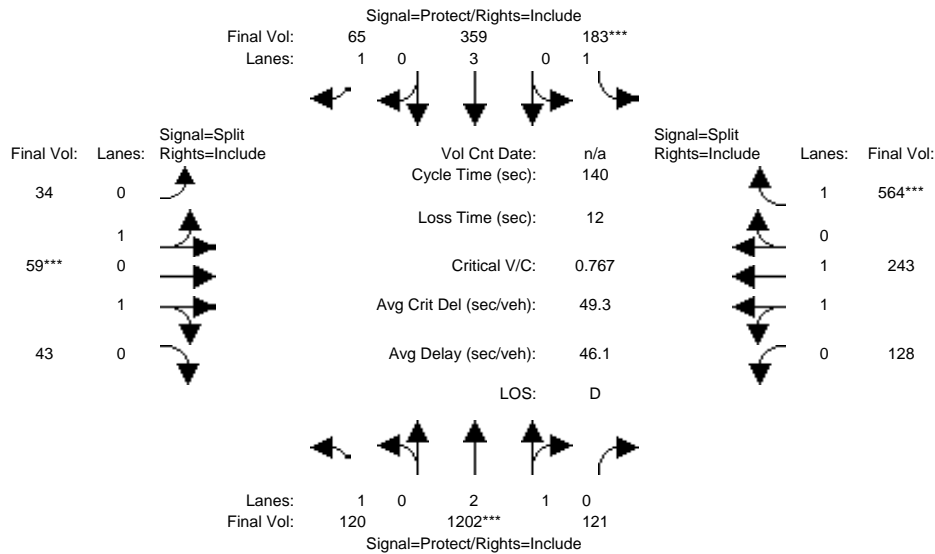 Signal=Protect/Rights=Include
Final Vol: 65 359 183***
Lanes: 1 0 3 0 1
Signal=Split
Final Vol: Lanes: Rights=Include
Vol Cnt Date: n/a
Signal=Split
Rights=Include Lanes: Final Vol:
Cycle Time (sec): 140
34 0
1 564***
Loss Time (sec): 12
1
0
59*** 0
Critical V/C: 0.767
1 243
1
Avg Crit Del (sec/veh): 49.3
1
43 0
Avg Delay (sec/veh): 46.1
0 128
LOS: D
Lanes: 1 0 2 1 0
Final Vol: 120 1202*** 121
Signal=Protect/Rights=Include